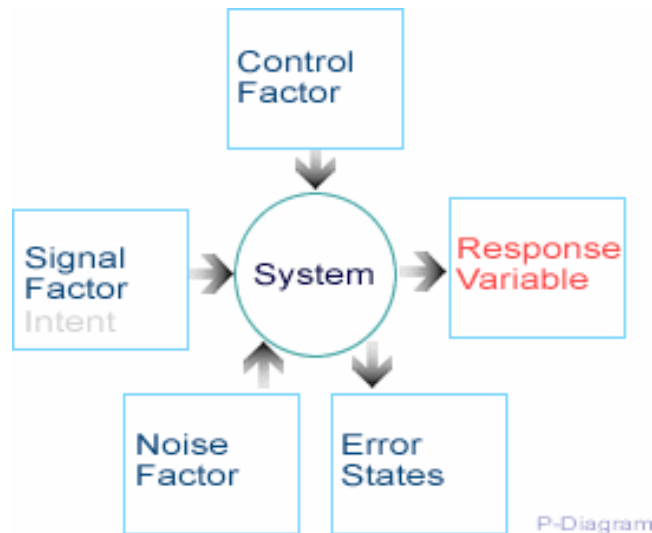 Control
Factor
Signal
Factor
Intent
System
Response
Variable
Noise
Factor
Error
States
P-Diagram